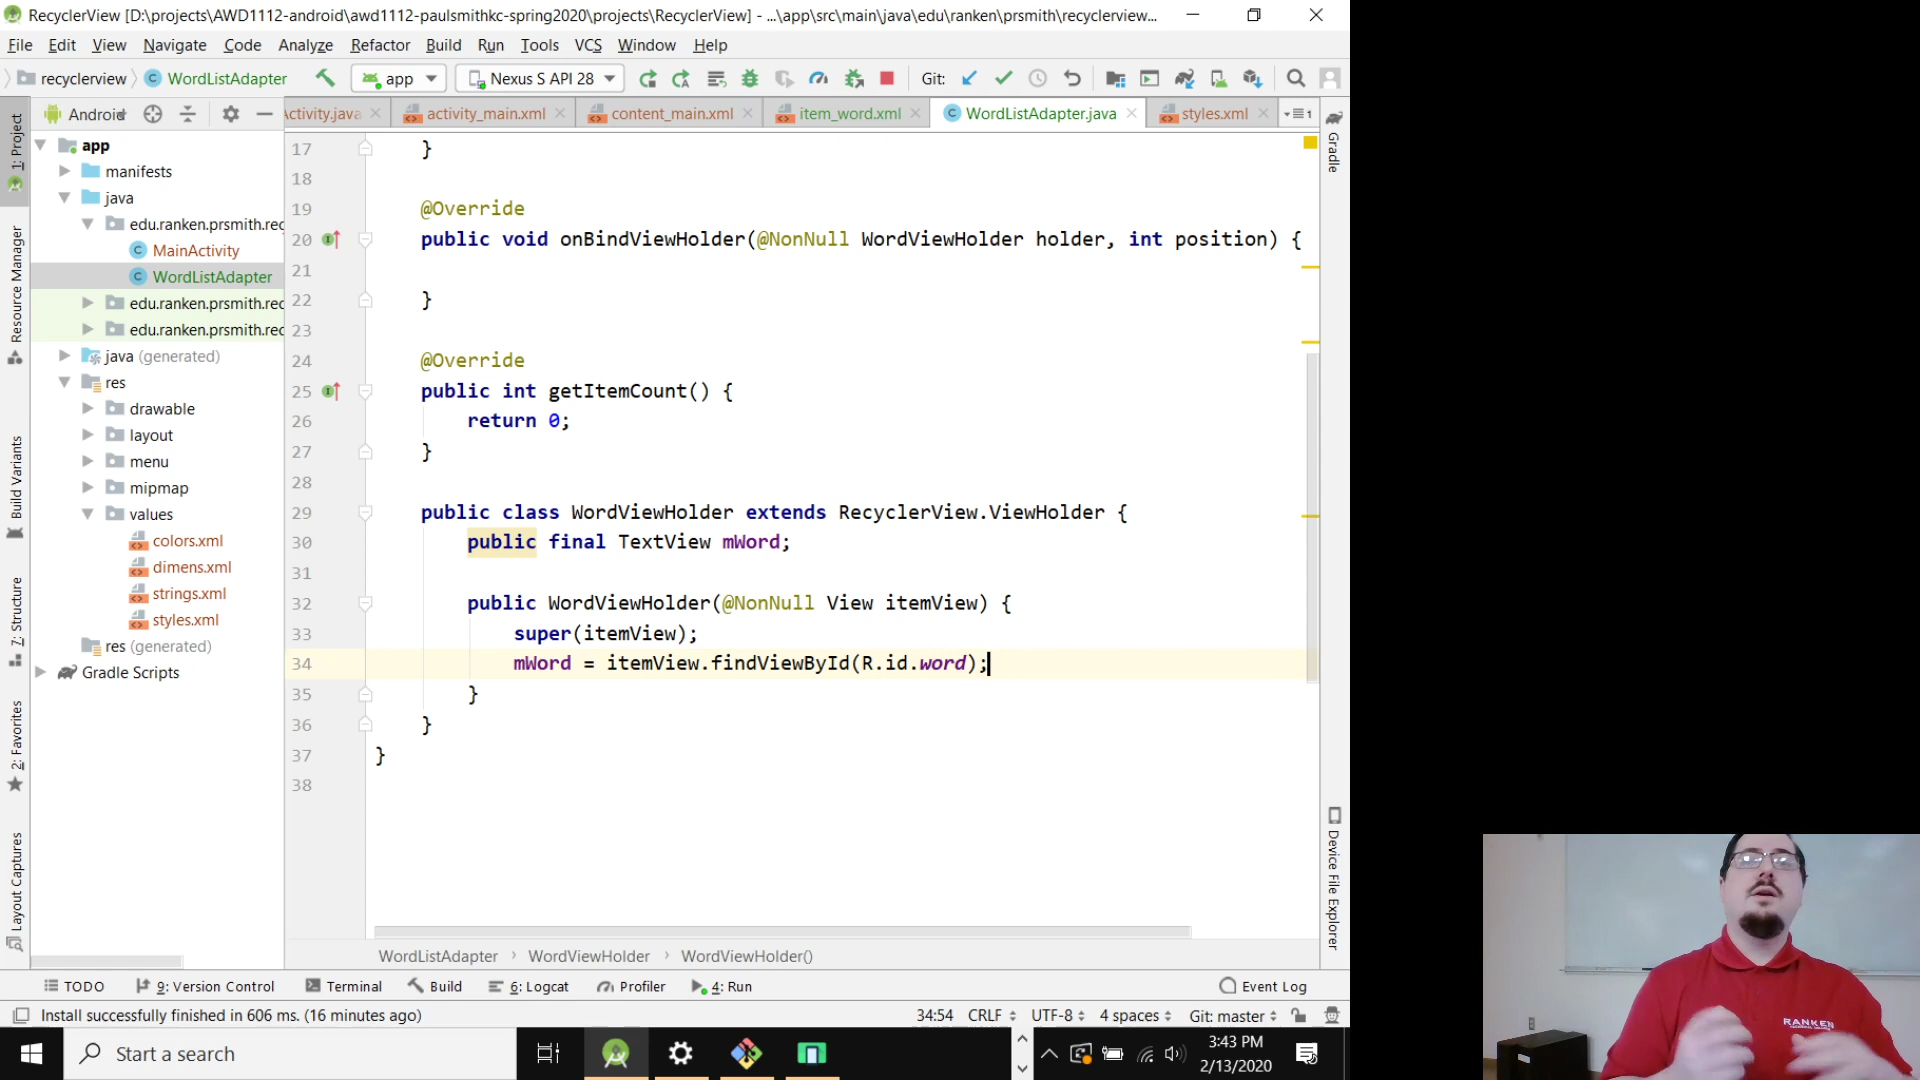 RecyclerView [D:\projects\AWD1112-android\awd1112-paulsmithkc-spring2020\projects\RecyclerView] - ...\app\src\main\java\edu\ranken\prsmith\recyclerview...
File Edit View Navigate Code Analyze Refactor Build Run Tools VCS Window Help
recyclerview WordListAdapter app Nexus S API 28 Git:
Android ctivity.java activity_main.xml content_main.xml item_word.xml WordListAdapter.java styles.xml 1
1: Project
Resource Manager
Build Variants
7: Structure
2: Favorites
Layout Captures
app
manifests
java
edu.ranken.prsmith.rec
MainActivity
WordListAdapter
edu.ranken.prsmith.rec
edu.ranken.prsmith.rec
java (generated)
res
drawable
layout
menu
mipmap
values
colors.xml
dimens.xml
strings.xml
styles.xml
res (generated)
Gradle Scripts
17 }
18
19 @Override
20 public void onBindViewHolder(@NonNull WordViewHolder holder, int position) {
21
22 }
23
24 @Override
25 public int getItemCount() {
26 return 0;
27 }
28
29 public class WordViewHolder extends RecyclerView.ViewHolder {
30 public final TextView mWord;
31
32 public WordViewHolder(@NonNull View itemView) {
33 super(itemView);
34 mWord = itemView.findViewById(R.id.word);
35 }
36 }
37 }
38
Gradle
Device File Explorer
WordListAdapter › WordViewHolder › WordViewHolder()
TODO 9: Version Control Terminal Build 6: Logcat Profiler 4: Run Event Log
Install successfully finished in 606 ms. (16 minutes ago) 34:54 CRLF UTF-8 4 spaces Git: master
Start a search
3:43 PM
2/13/2020
RANKEN